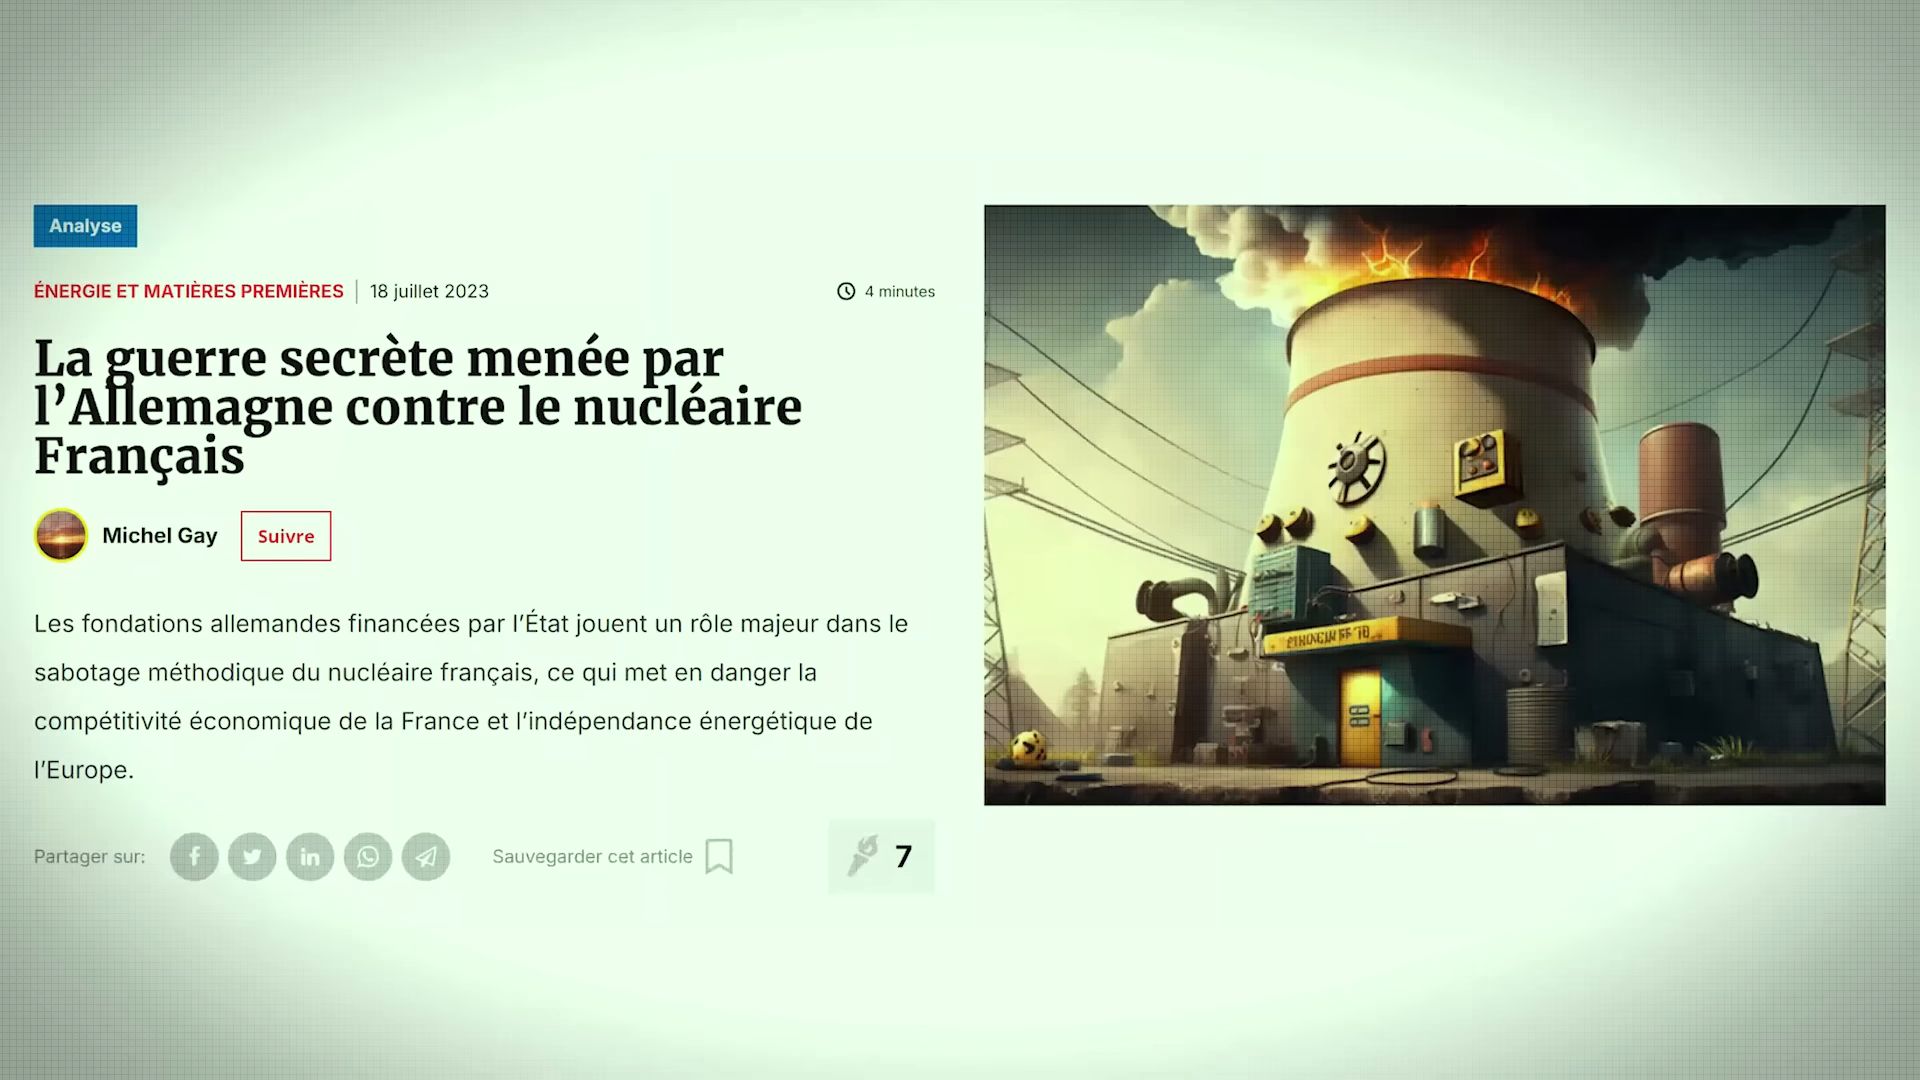 Analyse
ÉNERGIE ET MATIÈRES PREMIÈRES | 18 juillet 2023
4 minutes
La guerre secrète menée par
l’Allemagne contre le nucléaire
Français
Michel Gay
Suivre
Les fondations allemandes financées par l’État jouent un rôle majeur dans le
sabotage méthodique du nucléaire français, ce qui met en danger la
compétitivité économique de la France et l’indépendance énergétique de
l’Europe.
Partager sur:
Sauvegarder cet article
7